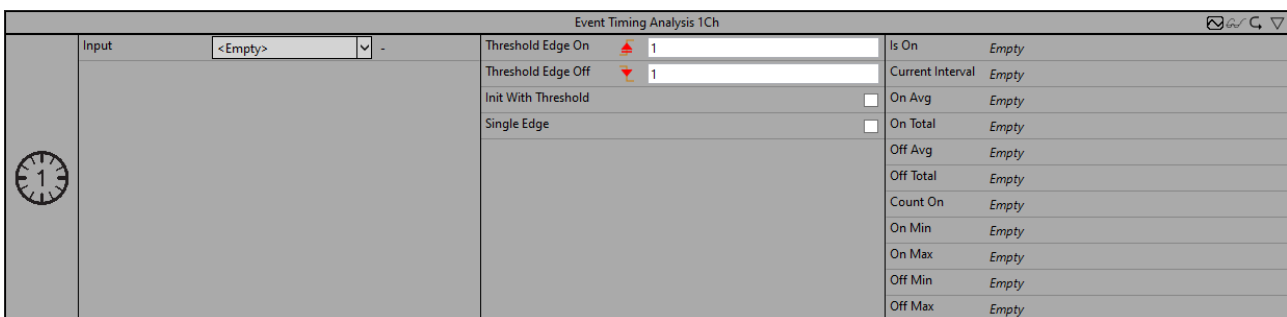 Event Timing Analysis 1Ch
Input <Empty> -
Threshold Edge On 1
Threshold Edge Off 1
Init With Threshold
Single Edge
1
Is On Empty
Current Interval Empty
On Avg Empty
On Total Empty
Off Avg Empty
Off Total Empty
Count On Empty
On Min Empty
On Max Empty
Off Min Empty
Off Max Empty